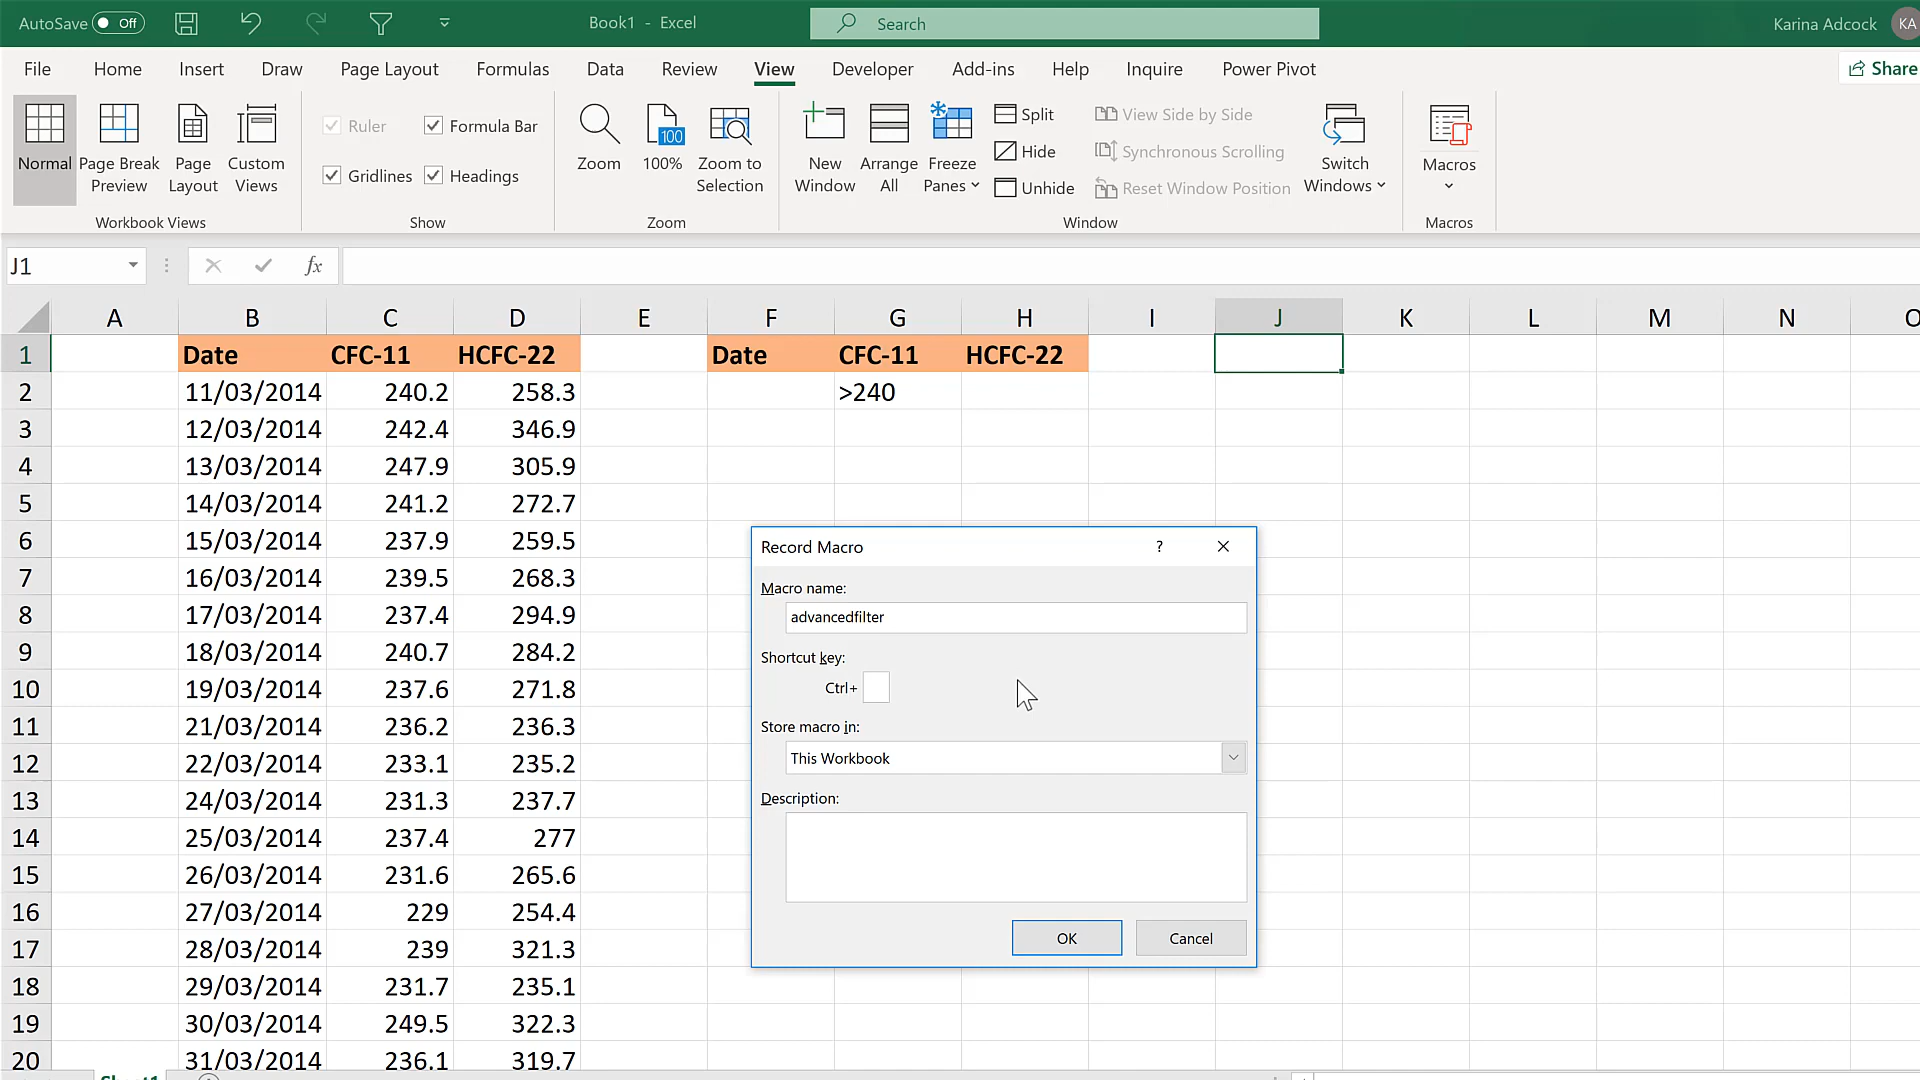 AutoSave Off Book1 - Excel Search Karina Adcock KA
File Home Insert Draw Page Layout Formulas Data Review View Developer Add-ins Help Inquire Power Pivot Share
Normal
Page Break Preview
Page Layout
Custom Views
Workbook Views
Ruler
Formula Bar
Gridlines
Headings
Show
Zoom
100
100%
Zoom to Selection
Zoom
New Window
Arrange All
Freeze Panes
Split
Hide
Unhide
View Side by Side
Synchronous Scrolling
Reset Window Position
Switch Windows
Window
Macros
Macros
J1 fx
A B C D E F G H I J K L M N O
1 Date CFC-11 HCFC-22 Date CFC-11 HCFC-22
2 11/03/2014 240.2 258.3 >240
3 12/03/2014 242.4 346.9
4 13/03/2014 247.9 305.9
5 14/03/2014 241.2 272.7
6 15/03/2014 237.9 259.5
7 16/03/2014 239.5 268.3
8 17/03/2014 237.4 294.9
9 18/03/2014 240.7 284.2
10 19/03/2014 237.6 271.8
11 21/03/2014 236.2 236.3
12 22/03/2014 233.1 235.2
13 24/03/2014 231.3 237.7
14 25/03/2014 237.4 277
15 26/03/2014 231.6 265.6
16 27/03/2014 229 254.4
17 28/03/2014 239 321.3
18 29/03/2014 231.7 235.1
19 30/03/2014 249.5 322.3
20 31/03/2014 236.1 319.7
Record Macro ?
Macro name:
advancedfilter
Shortcut key:
Ctrl+
Store macro in:
This Workbook
Description:
OK Cancel
Sheet1